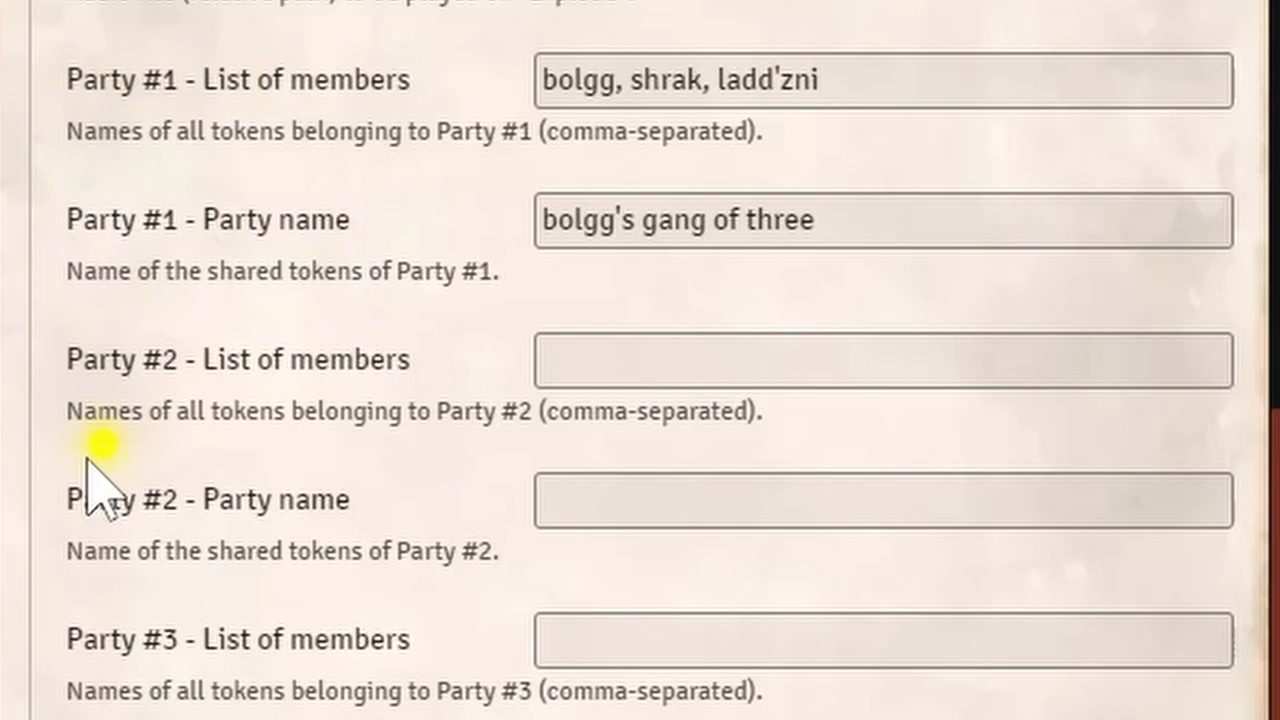 Party #1 - List of members bolgg, shrak, ladd'zni
Names of all tokens belonging to Party #1 (comma-separated).
Party #1 - Party name bolgg's gang of three
Name of the shared tokens of Party #1.
Party #2 - List of members
Names of all tokens belonging to Party #2 (comma-separated).
Party #2 - Party name
Name of the shared tokens of Party #2.
Party #3 - List of members
Names of all tokens belonging to Party #3 (comma-separated).